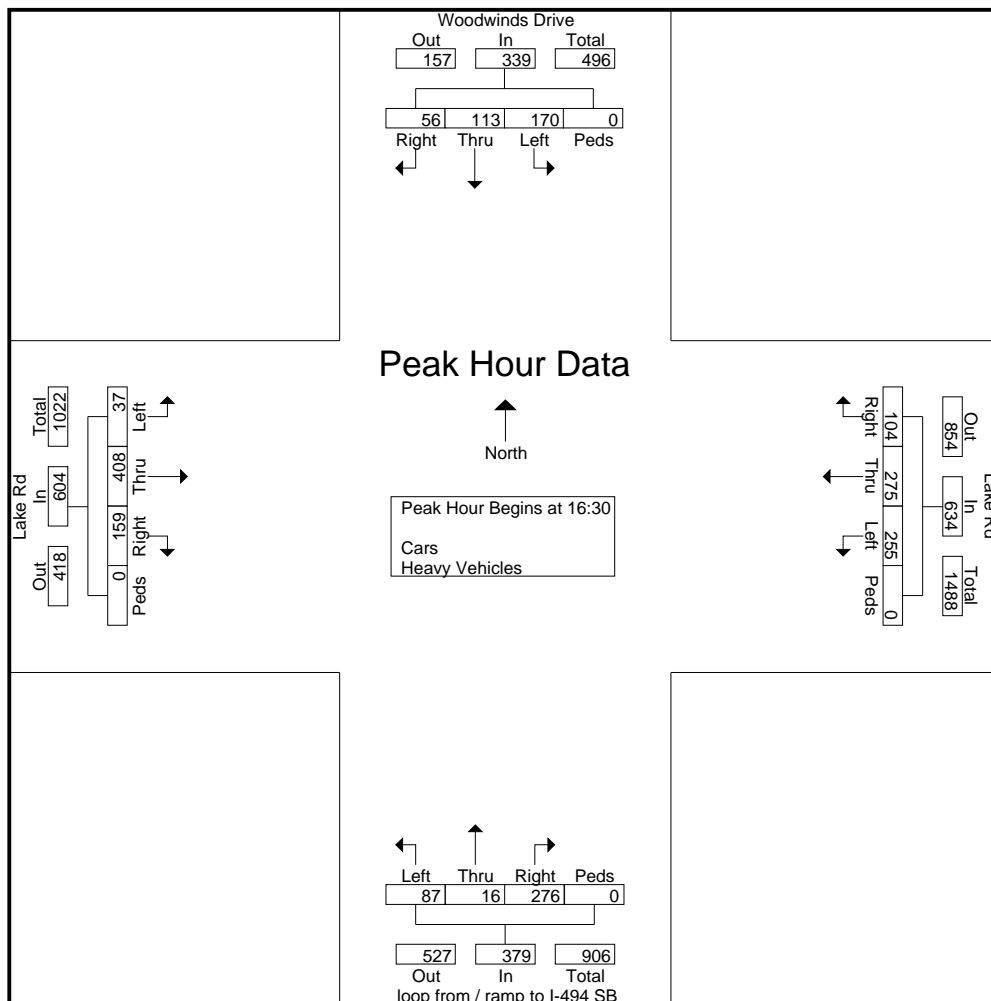 Woodwinds Drive
Out In Total
157 339 496
56 113 170 0
Right Thru Left Peds
Peak Hour Data
North
Peak Hour Begins at 16:30
Cars
Heavy Vehicles
Lake Rd
Out In Total
418 604 1022
Left Thru Right Peds
37 408 159 0
Right Thru Left Peds
104 275 255 0
Out In Total
854 634 1488
Lake Rd
Left Thru Right Peds
87 16 276 0
527 379 906
Out In Total
loop from / ramp to I-494 SB